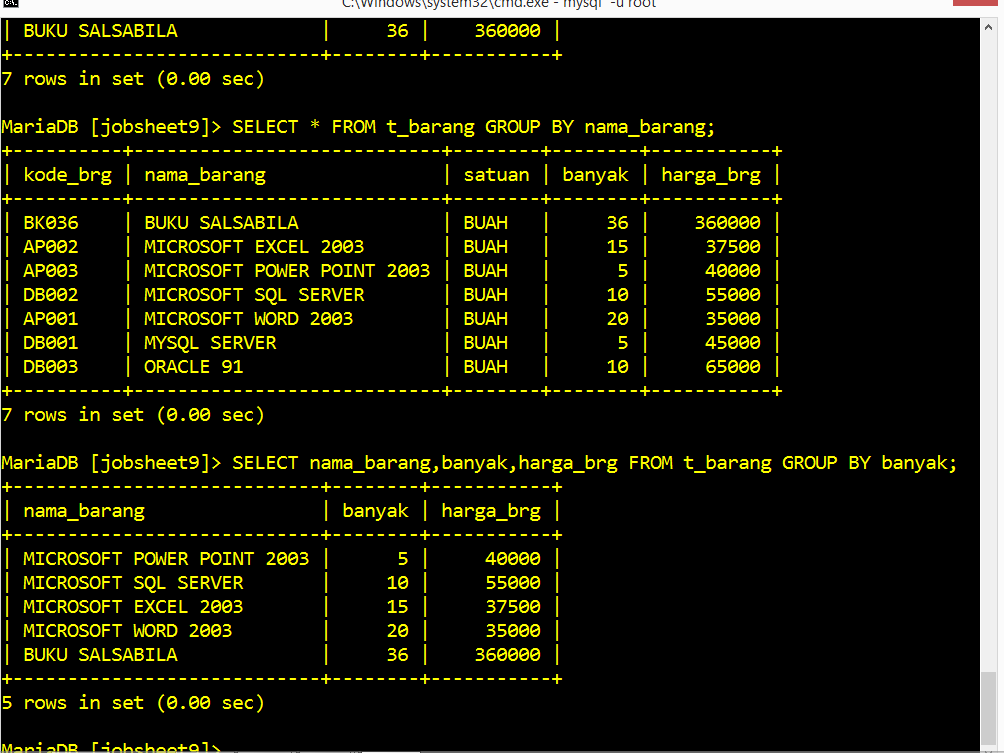 C:\Windows\system32\cmd.exe - mysql -u root
| BUKU SALSABILA             |     36 |    360000 |
+----------------------------+--------+-----------+
7 rows in set (0.00 sec)
MariaDB [jobsheet9]> SELECT * FROM t_barang GROUP BY nama_barang;
+----------+----------------------------+--------+--------+-----------+
| kode_brg | nama_barang                | satuan | banyak | harga_brg |
+----------+----------------------------+--------+--------+-----------+
| BK036    | BUKU SALSABILA             | BUAH   |     36 |    360000 |
| AP002    | MICROSOFT EXCEL 2003       | BUAH   |     15 |     37500 |
| AP003    | MICROSOFT POWER POINT 2003 | BUAH   |      5 |     40000 |
| DB002    | MICROSOFT SQL SERVER       | BUAH   |     10 |     55000 |
| AP001    | MICROSOFT WORD 2003        | BUAH   |     20 |     35000 |
| DB001    | MYSQL SERVER               | BUAH   |      5 |     45000 |
| DB003    | ORACLE 91                  | BUAH   |     10 |     65000 |
+----------+----------------------------+--------+--------+-----------+
7 rows in set (0.00 sec)
MariaDB [jobsheet9]> SELECT nama_barang,banyak,harga_brg FROM t_barang GROUP BY banyak;
+----------------------------+--------+-----------+
| nama_barang                | banyak | harga_brg |
+----------------------------+--------+-----------+
| MICROSOFT POWER POINT 2003 |      5 |     40000 |
| MICROSOFT SQL SERVER       |     10 |     55000 |
| MICROSOFT EXCEL 2003       |     15 |     37500 |
| MICROSOFT WORD 2003        |     20 |     35000 |
| BUKU SALSABILA             |     36 |    360000 |
+----------------------------+--------+-----------+
5 rows in set (0.00 sec)
MariaDB [jobsheet9]>